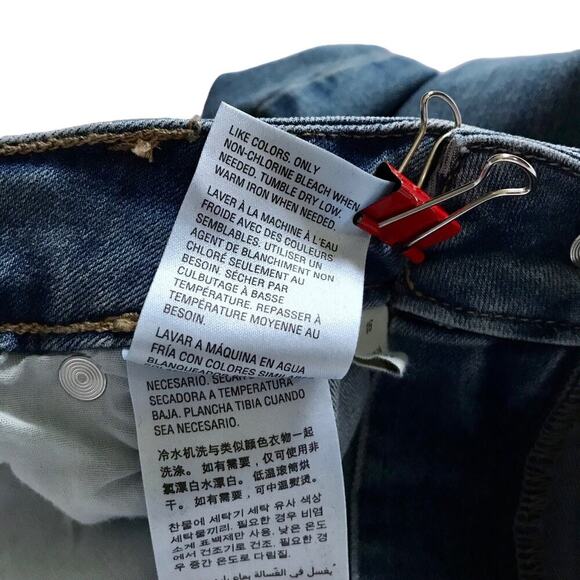 LIKE COLORS. ONLY
NON-CHLORINE BLEACH WHEN
NEEDED. TUMBLE DRY LOW.
WARM IRON WHEN NEEDED.
LAVER À LA MACHINE À L'EAU
FROIDE AVEC DES COULEURS
SEMBLABLES. UTILISER UN
AGENT DE BLANCHIMENT NON
CHLORÉ SEULEMENT AU
BESOIN. SÉCHER PAR
CULBUTAGE À BASSE
TEMPÉRATURE. REPASSER À
TEMPÉRATURE MOYENNE AU
BESOIN.
LAVAR A MÁQUINA EN AGUA
FRÍA CON COLORES SIMILARES
BLANQUEADOR
NECESARIO. SECAR
SECADORA A TEMPERATURA
BAJA. PLANCHA TIBIA CUANDO
SEA NECESARIO.
冷水机洗与类似颜色衣物一起
洗涤。如有需要，仅可使用非
氯漂白水漂白。低温滚筒烘
干。如有需要，可中温熨烫。
찬물에 세탁기 세탁 유사 색상
세탁물끼리. 필요한 경우 비염
소계 표백제만 사용. 낮은 온도
에서 건조기로 건조. 필요한
경우 중간 온도로 다림질.